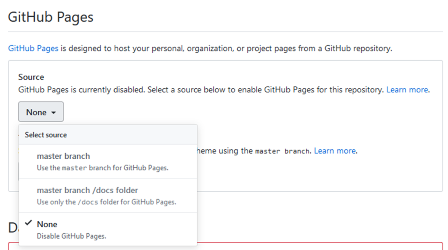 GitHub Pages
GitHub Pages is designed to host your personal, organization, or project pages from a GitHub repository.
Source
GitHub Pages is currently disabled. Select a source below to enable GitHub Pages for this repository. Learn more.
None
Select source
master branch
Use the master branch for GitHub Pages.
heme using the master branch. Learn more.
master branch /docs folder
Use only the /docs folder for GitHub Pages.
None
Disable GitHub Pages.